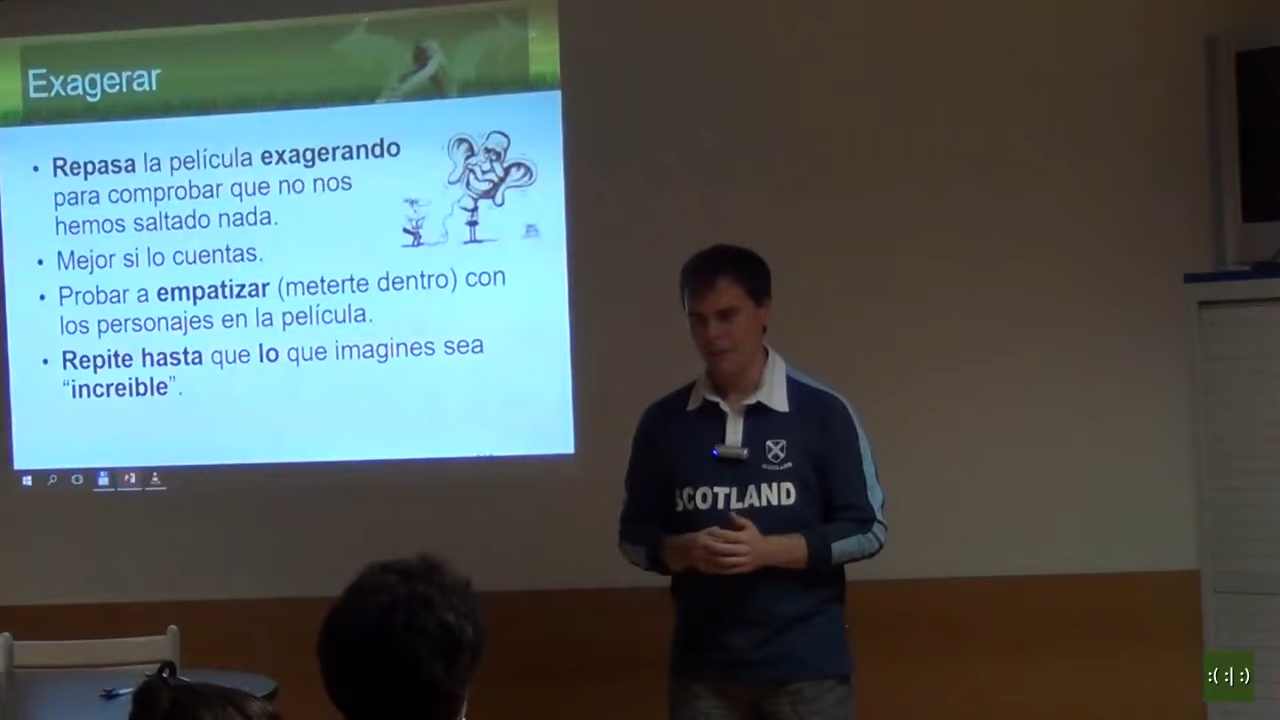 Exagerar
• Repasa la película exagerando
para comprobar que no nos
hemos saltado nada.
• Mejor si lo cuentas.
• Probar a empatizar (meterte dentro) con
los personajes en la película.
• Repite hasta que lo que imagines sea
“increible”.
SCOTLAND
SCOTLAND
:( :| :)